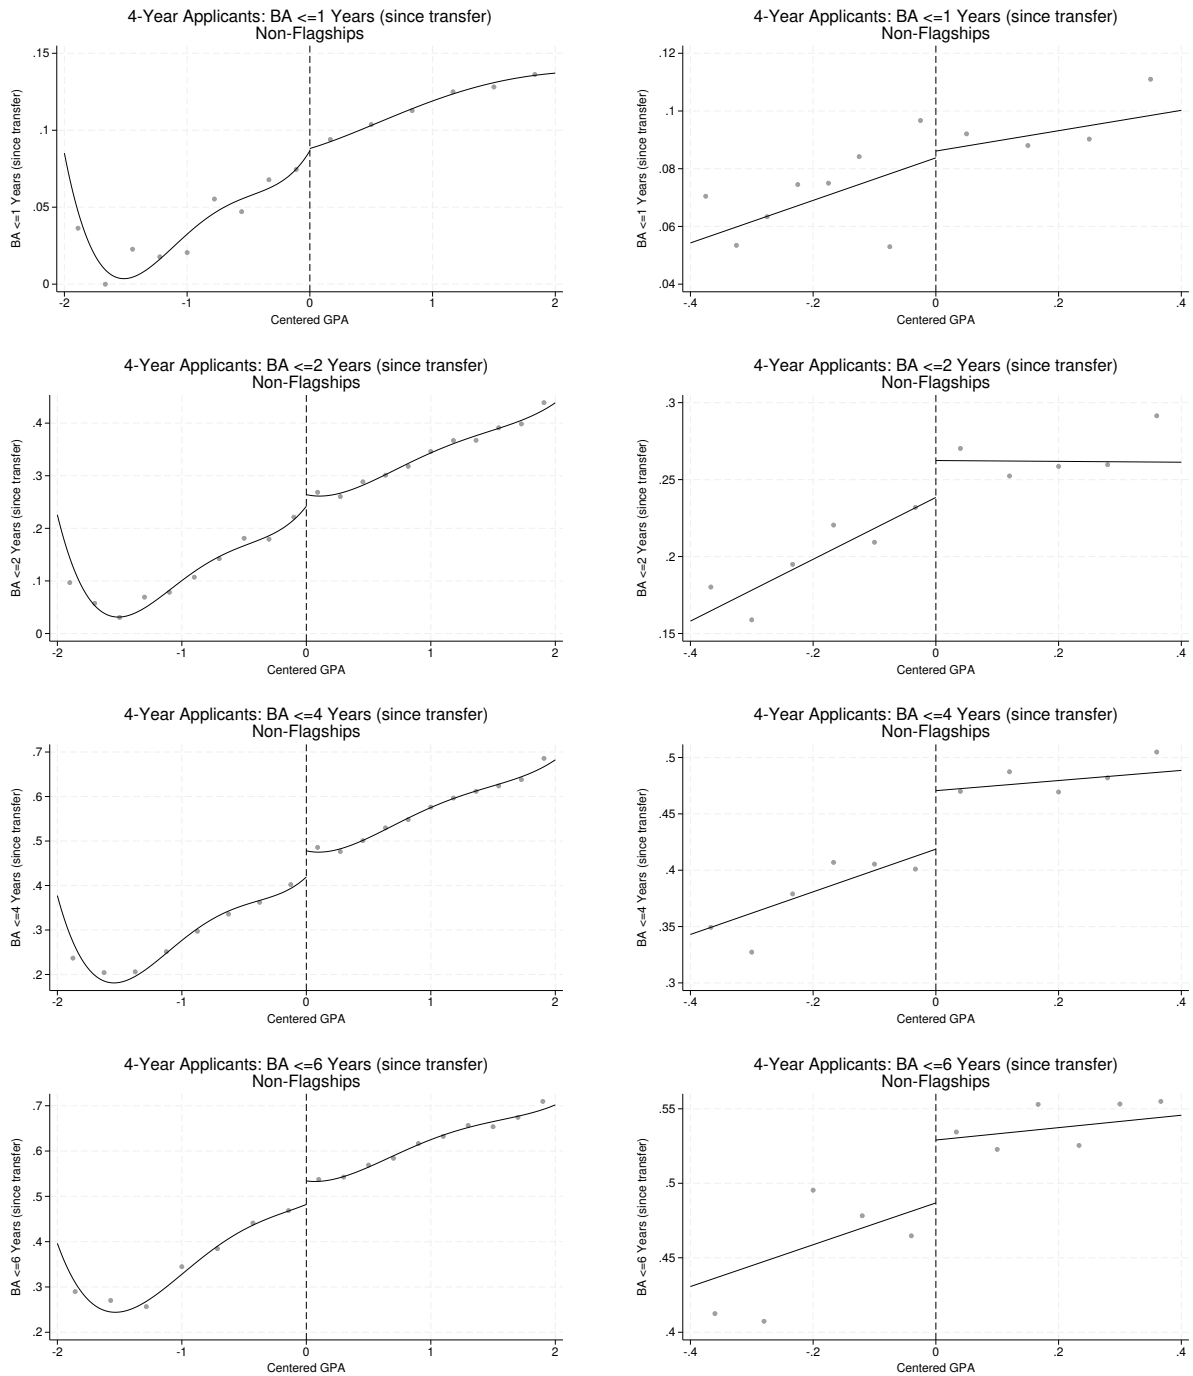 4-Year Applicants: BA <=1 Years (since transfer)
Non-Flagships
.15
.1
.05
0
BA <=1 Years (since transfer)
-2
-1
0
1
2
Centered GPA
4-Year Applicants: BA <=1 Years (since transfer)
Non-Flagships
.12
.1
.08
.06
.04
BA <=1 Years (since transfer)
-.4
-.2
0
.2
.4
Centered GPA
4-Year Applicants: BA <=2 Years (since transfer)
Non-Flagships
.4
.3
.2
.1
0
BA <=2 Years (since transfer)
-2
-1
0
1
2
Centered GPA
4-Year Applicants: BA <=2 Years (since transfer)
Non-Flagships
.3
.25
.2
.15
BA <=2 Years (since transfer)
-.4
-.2
0
.2
.4
Centered GPA
4-Year Applicants: BA <=4 Years (since transfer)
Non-Flagships
.7
.6
.5
.4
.3
.2
BA <=4 Years (since transfer)
-2
-1
0
1
2
Centered GPA
4-Year Applicants: BA <=4 Years (since transfer)
Non-Flagships
.5
.45
.4
.35
.3
BA <=4 Years (since transfer)
-.4
-.2
0
.2
.4
Centered GPA
4-Year Applicants: BA <=6 Years (since transfer)
Non-Flagships
.7
.6
.5
.4
.3
.2
BA <=6 Years (since transfer)
-2
-1
0
1
2
Centered GPA
4-Year Applicants: BA <=6 Years (since transfer)
Non-Flagships
.55
.5
.45
.4
BA <=6 Years (since transfer)
-.4
-.2
0
.2
.4
Centered GPA